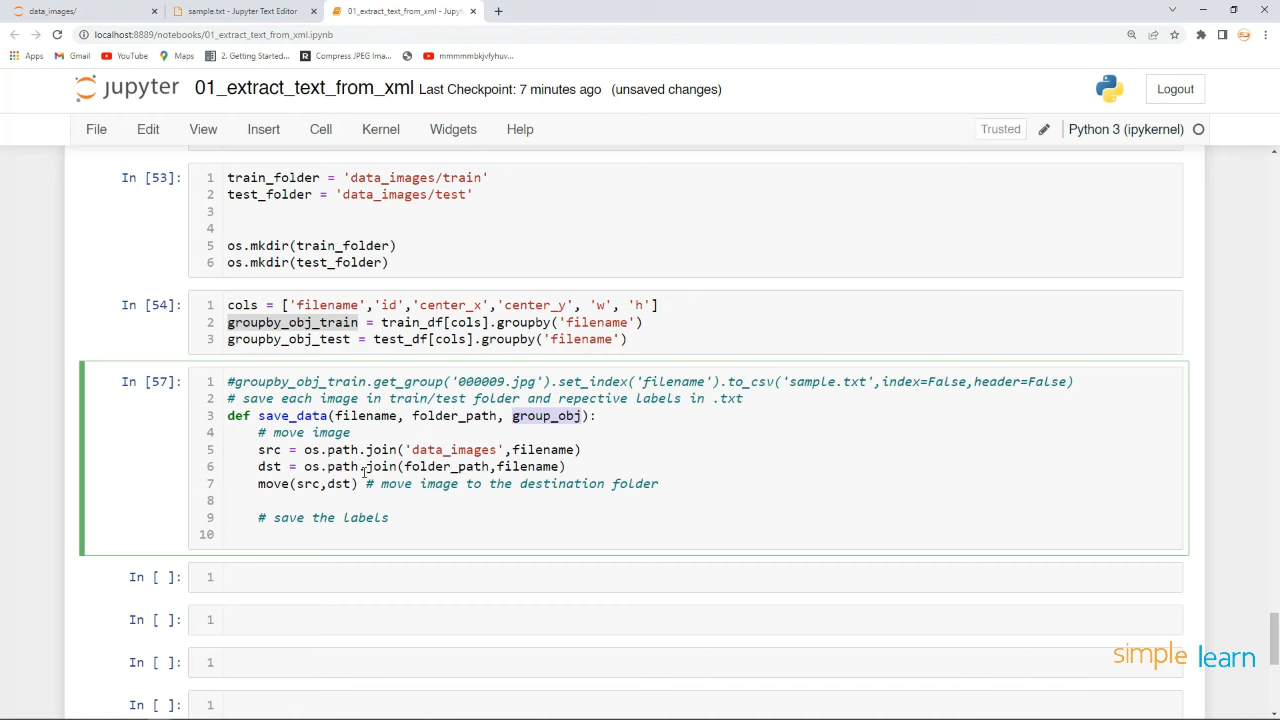 data_images/
sample.txt - Jupyter Text Editor
01_extract_text_from_xml - Jupyt
localhost:8889/notebooks/01_extract_text_from_xml.ipynb
Apps
Gmail
YouTube
Maps
2. Getting Started...
Compress JPEG Ima...
mmmmmbkjvfyhuv...
jupyter
01_extract_text_from_xml Last Checkpoint: 7 minutes ago (unsaved changes)
Logout
File Edit View Insert Cell Kernel Widgets Help
Trusted
Python 3 (ipykernel)
In [53]:
1 train_folder = 'data_images/train'
2 test_folder = 'data_images/test'
3
4
5 os.mkdir(train_folder)
6 os.mkdir(test_folder)
In [54]:
1 cols = ['filename','id','center_x','center_y', 'w', 'h']
2 groupby_obj_train = train_df[cols].groupby('filename')
3 groupby_obj_test = test_df[cols].groupby('filename')
In [57]:
1 #groupby_obj_train.get_group('000009.jpg').set_index('filename').to_csv('sample.txt',index=False,header=False)
2 # save each image in train/test folder and repective labels in .txt
3 def save_data(filename, folder_path, group_obj):
4 # move image
5 src = os.path.join('data_images',filename)
6 dst = os.path.join(folder_path,filename)
7 move(src,dst) # move image to the destination folder
8
9 # save the labels
10
In [ ]: 1
In [ ]: 1
In [ ]: 1
In [ ]: 1
simplelearn